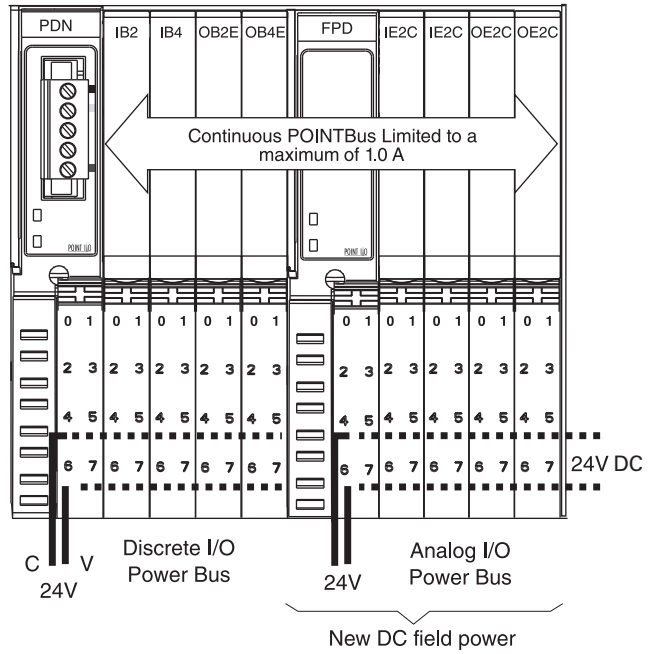 PDN IB2 IB4 OB2E OB4E FPD IE2C IE2C OE2C OE2C
Continuous POINTBus Limited to a
maximum of 1.0 A
POINT I/O POINT I/O
0 1 0 1 0 1 0 1 0 1 0 1 0 1 0 1 0 1 0 1
2 3 2 3 2 3 2 3 2 3 2 3 2 3 2 3 2 3 2 3
4 5 4 5 4 5 4 5 4 5 4 5 4 5 4 5 4 5 4 5
6 7 6 7 6 7 6 7 6 7 6 7 6 7 6 7 6 7 6 7
24V DC
C V
24V
Discrete I/O
Power Bus
24V
Analog I/O
Power Bus
New DC field power